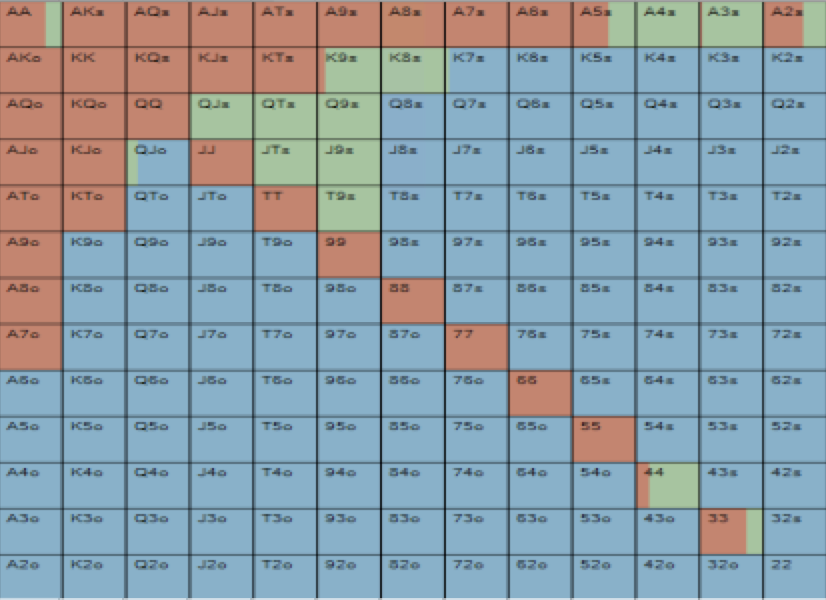 AA AKs AQs AJs ATs A9s A8s A7s A6s A5s A4s A3s A2s
AKo KK KQs KJs KTs K9s K8s K7s K6s K5s K4s K3s K2s
AQo KQo QQ QJs QTs Q9s Q8s Q7s Q6s Q5s Q4s Q3s Q2s
AJo KJo QJo JJ JTs J9s J8s J7s J6s J5s J4s J3s J2s
ATo KTo QTo JTo TT T9s T8s T7s T6s T5s T4s T3s T2s
A9o K9o Q9o J9o T9o 99 98s 97s 96s 95s 94s 93s 92s
A8o K8o Q8o J8o T8o 98o 88 87s 86s 85s 84s 83s 82s
A7o K7o Q7o J7o T7o 97o 87o 77 76s 75s 74s 73s 72s
A6o K6o Q6o J6o T6o 96o 86o 76o 66 65s 64s 63s 62s
A5o K5o Q5o J5o T5o 95o 85o 75o 65o 55 54s 53s 52s
A4o K4o Q4o J4o T4o 94o 84o 74o 64o 54o 44 43s 42s
A3o K3o Q3o J3o T3o 93o 83o 73o 63o 53o 43o 33 32s
A2o K2o Q2o J2o T2o 92o 82o 72o 62o 52o 42o 32o 22